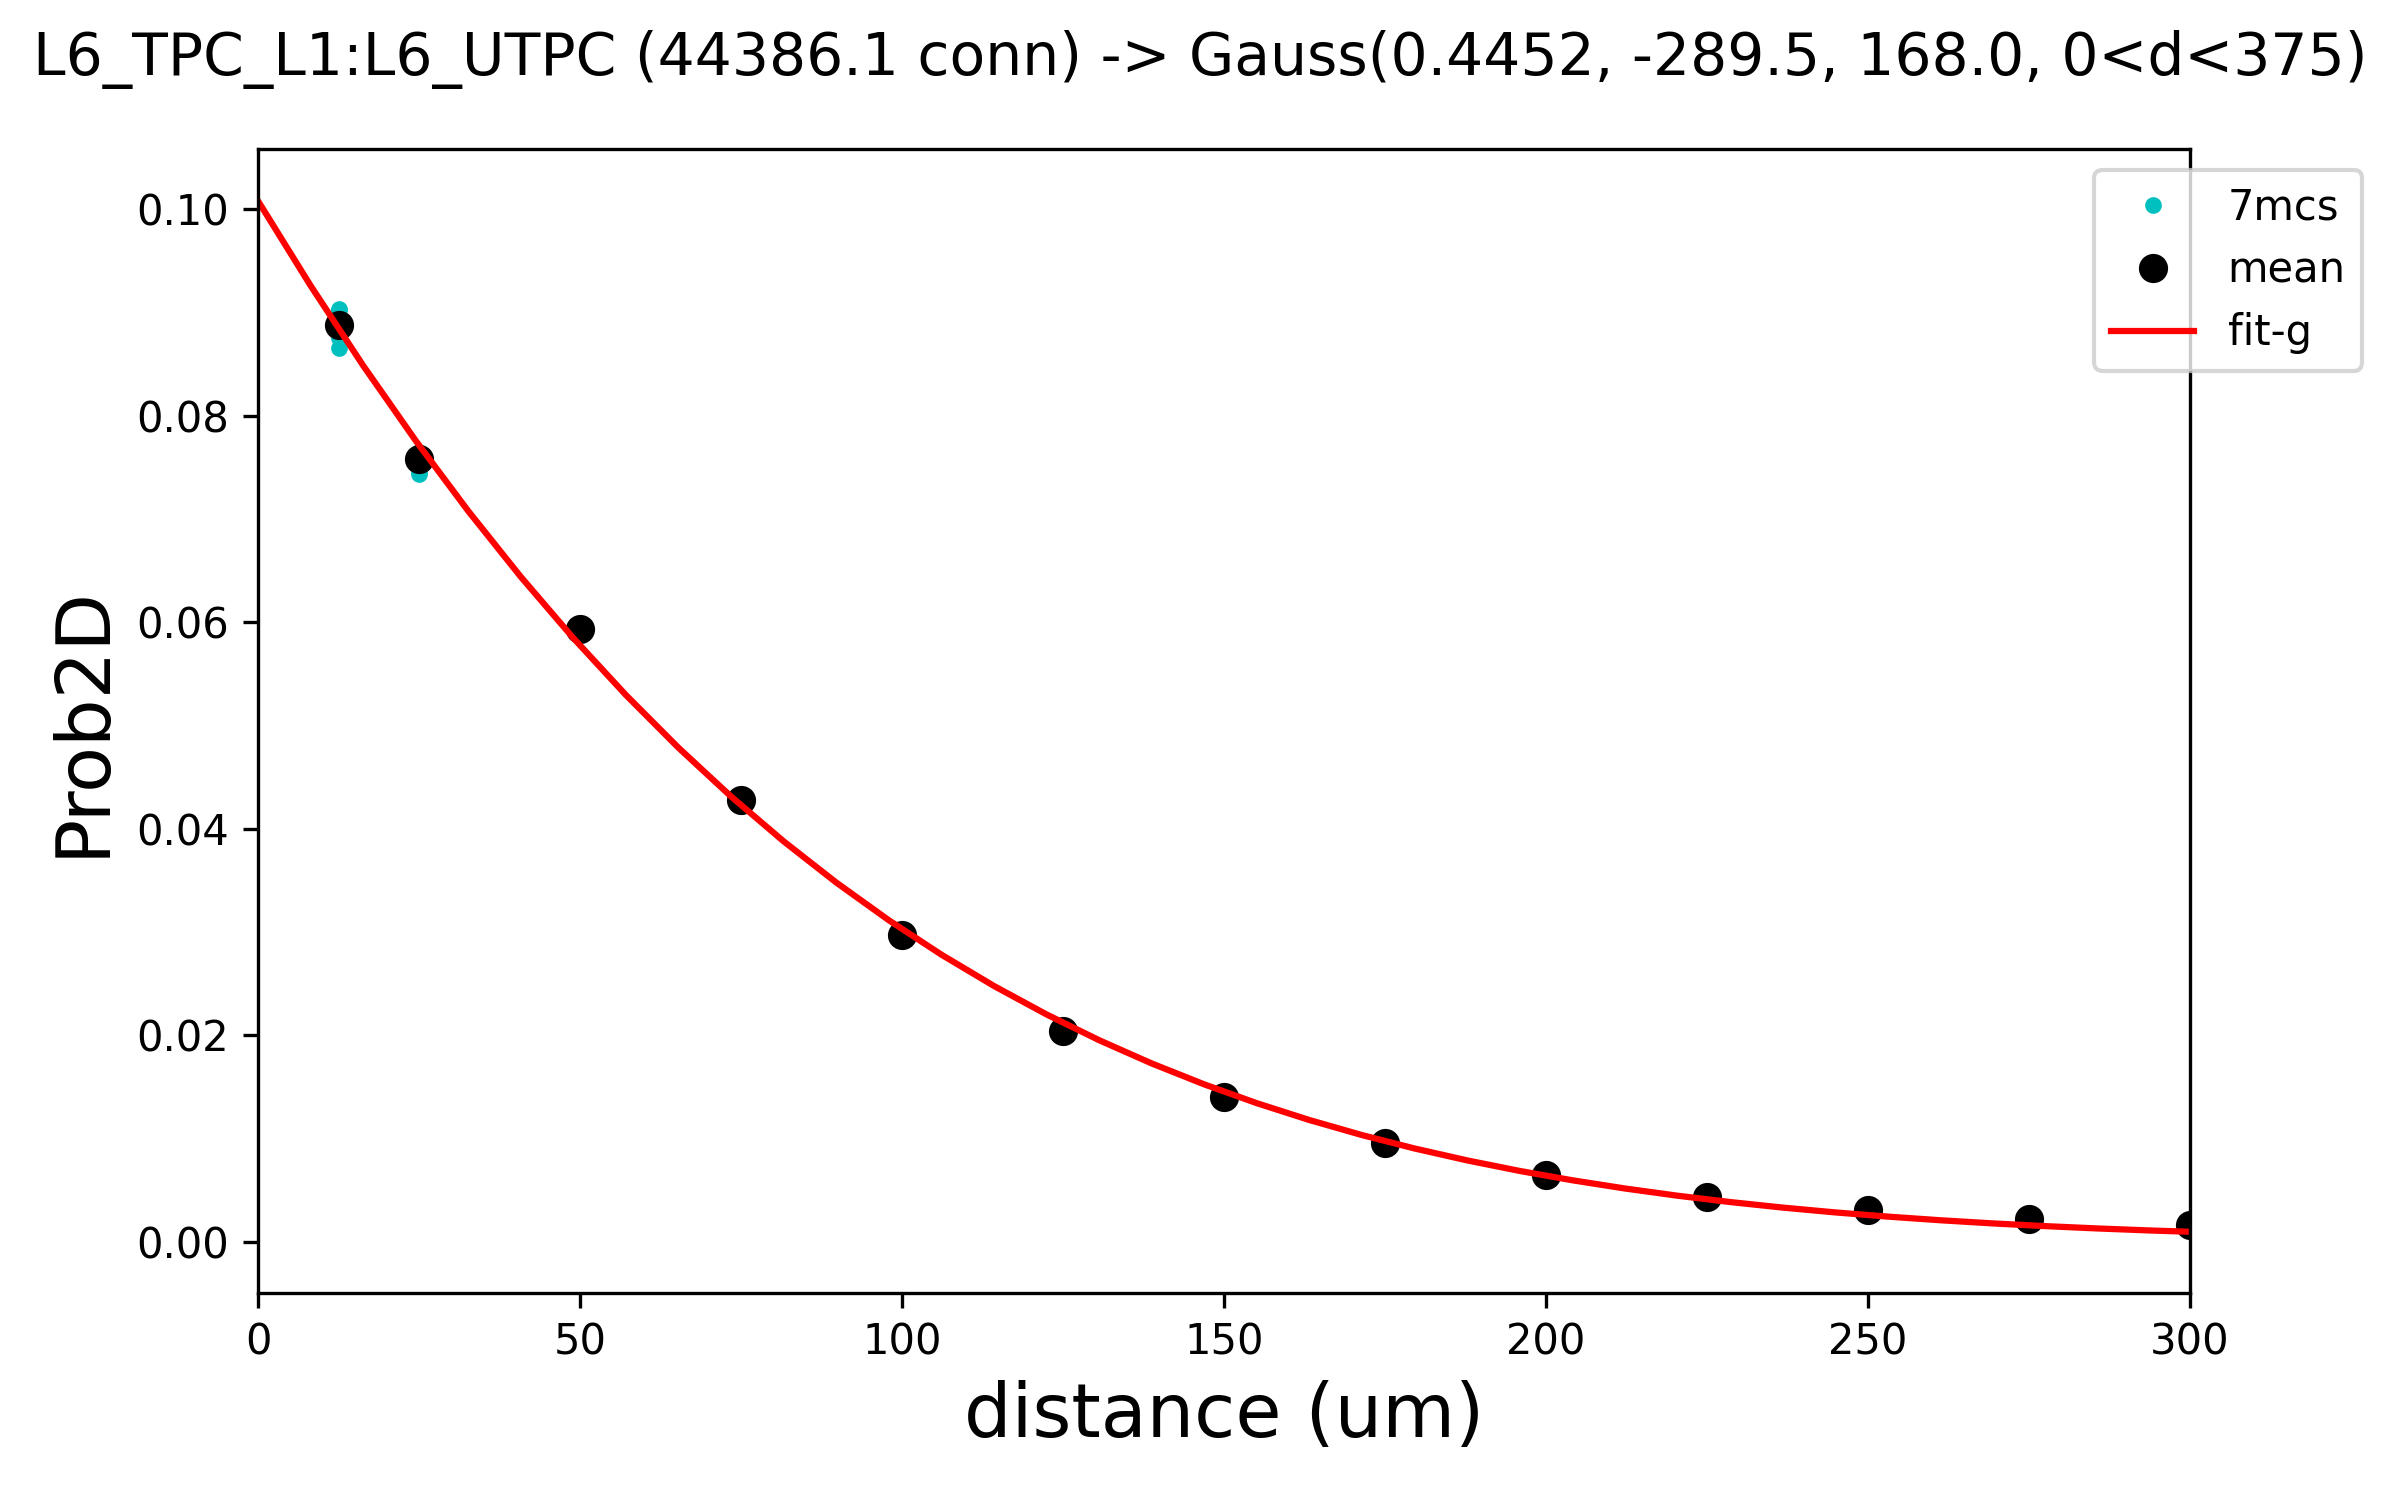 L6_TPC_L1:L6_UTPC (44386.1 conn) -> Gauss(0.4452, -289.5, 168.0, 0<d<375)
7mcs
mean
fit-g
Prob2D
0.10
0.08
0.06
0.04
0.02
0.00
0 50 100 150 200 250 300
distance (um)